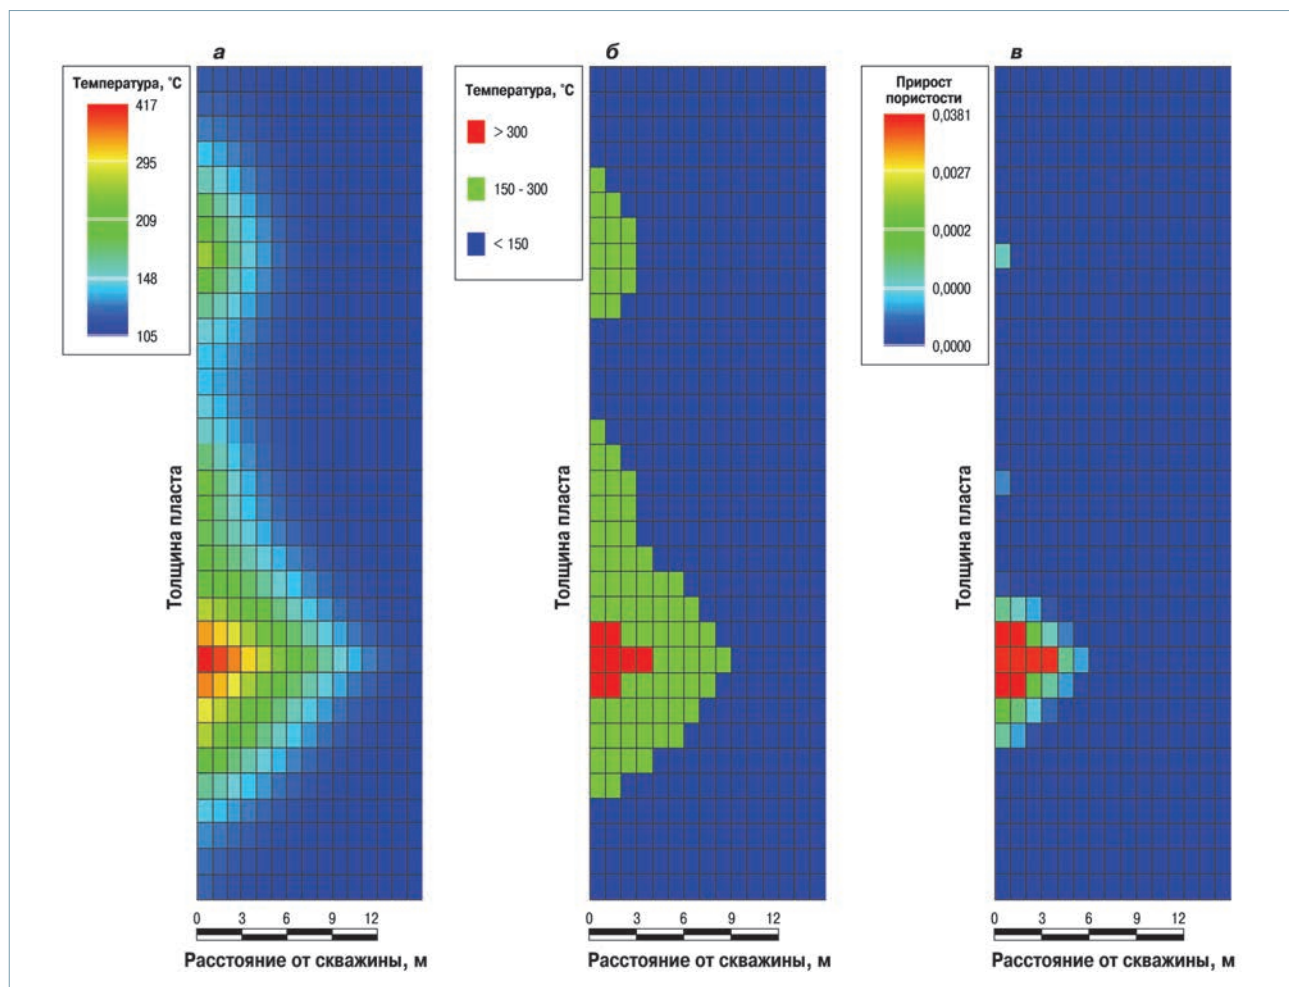 а
Температура, °C
417
295
209
148
105
Толщина пласта
0 3 6 9 12
Расстояние от скважины, м
б
Температура, °C
> 300
150 - 300
< 150
Толщина пласта
0 3 6 9 12
Расстояние от скважины, м
в
Прирост
пористости
0,0381
0,0027
0,0002
0,0000
0,0000
Толщина пласта
0 3 6 9 12
Расстояние от скважины, м